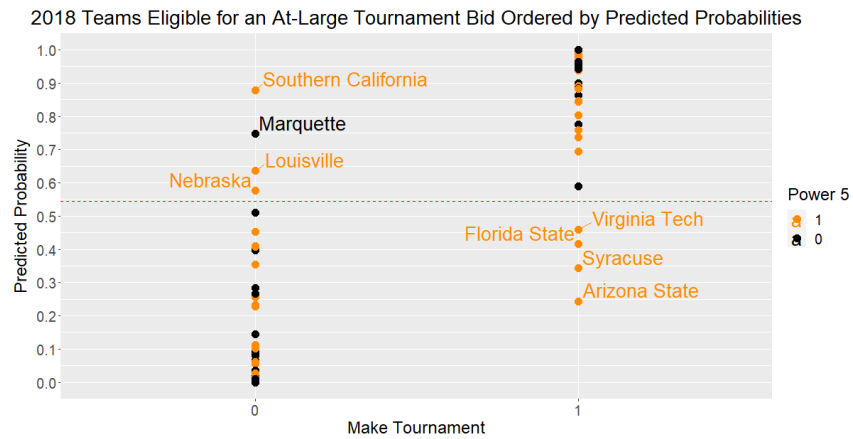 2018 Teams Eligible for an At-Large Tournament Bid Ordered by Predicted Probabilities
Predicted Probability
1.0
0.9
0.8
0.7
0.6
0.5
0.4
0.3
0.2
0.1
0.0
Southern California
Marquette
Louisville
Nebraska
Virginia Tech
Florida State
Syracuse
Arizona State
0
1
Make Tournament
Power 5
a 1
a 0